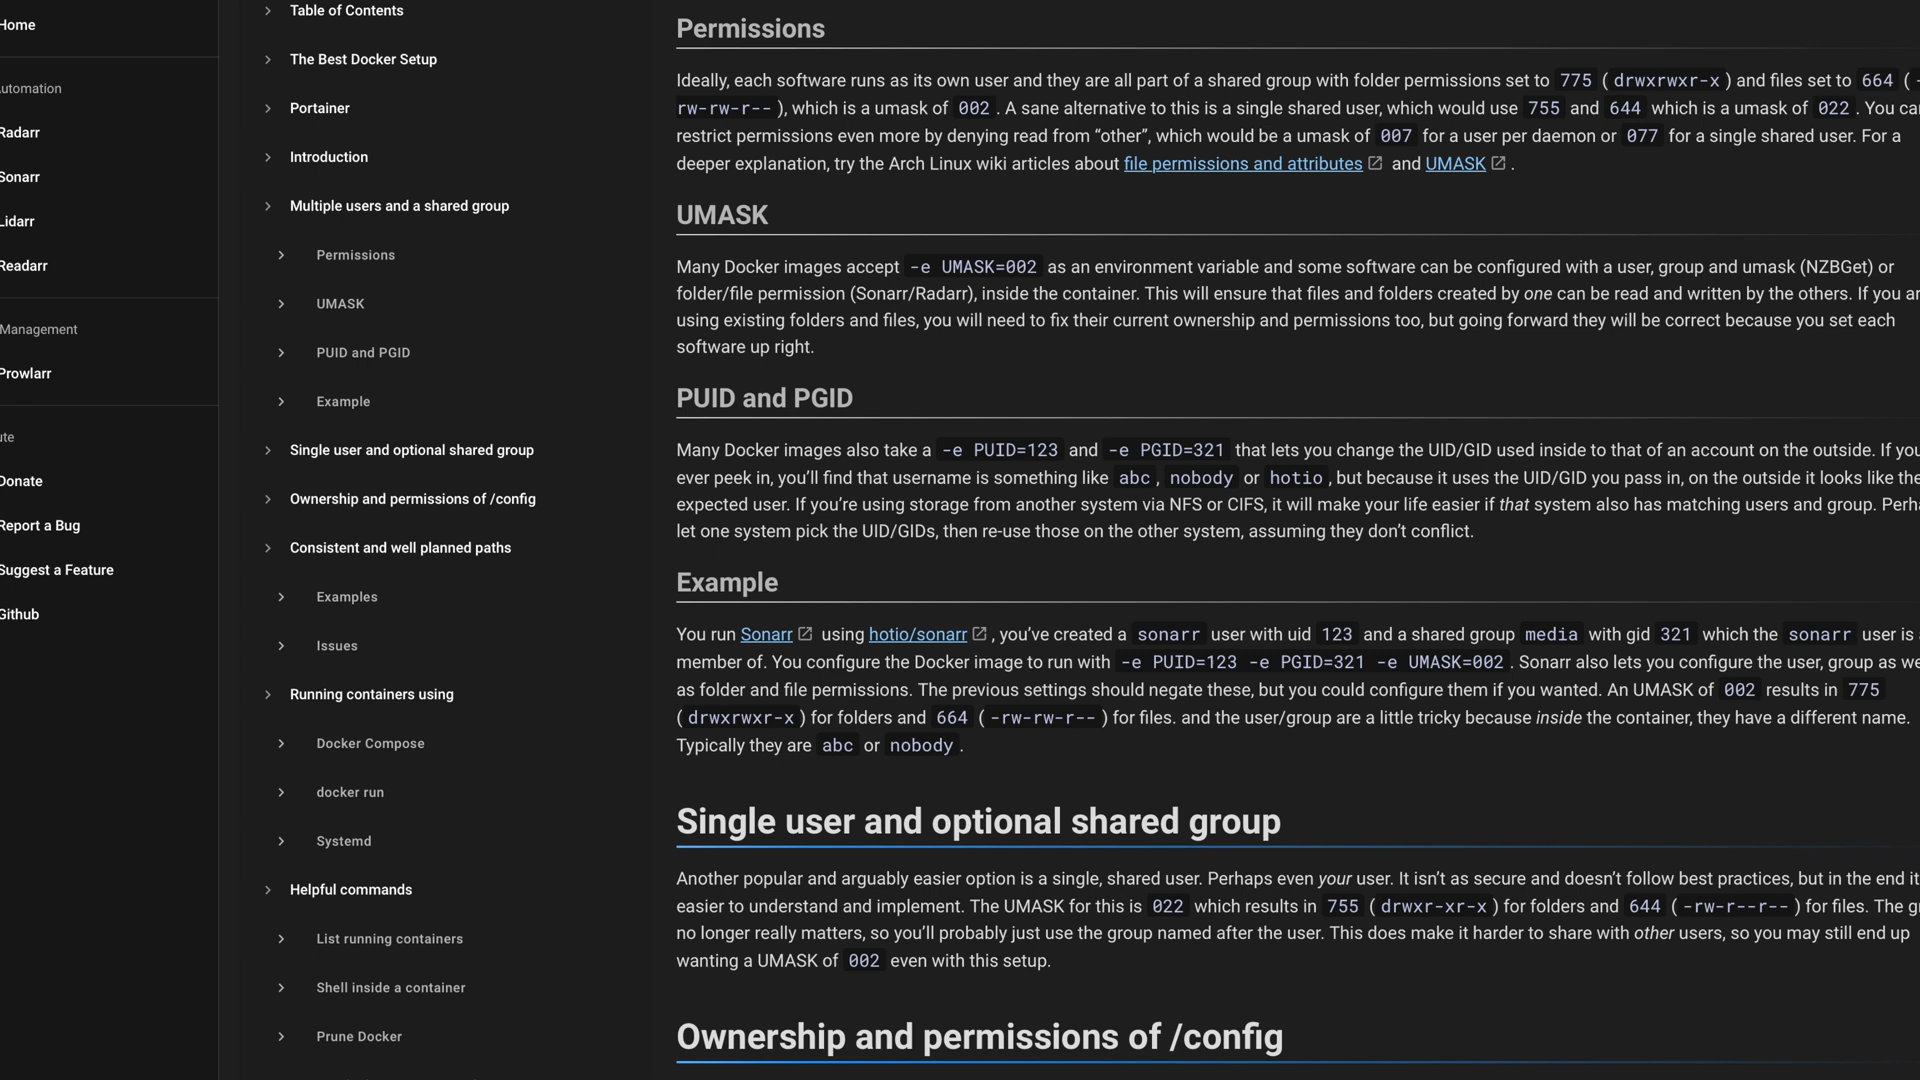 Home
Radarr
Sonarr
Lidarr
Readarr
Management
Prowlarr
Donate
Report a Bug
Suggest a Feature
Github
Table of Contents
The Best Docker Setup
Portainer
Introduction
Multiple users and a shared group
Permissions
UMASK
PUID and PGID
Example
Single user and optional shared group
Ownership and permissions of /config
Consistent and well planned paths
Examples
Issues
Running containers using
Docker Compose
docker run
Systemd
Helpful commands
List running containers
Shell inside a container
Prune Docker
Permissions
Ideally, each software runs as its own user and they are all part of a shared group with folder permissions set to 775 ( drwxrwxr-x ) and files set to 664 ( -
rw-rw-r-- ), which is a umask of 002 . A sane alternative to this is a single shared user, which would use 755 and 644 which is a umask of 022 . You can
restrict permissions even more by denying read from “other”, which would be a umask of 007 for a user per daemon or 077 for a single shared user. For a
deeper explanation, try the Arch Linux wiki articles about file permissions and attributes and UMASK .
UMASK
Many Docker images accept -e UMASK=002 as an environment variable and some software can be configured with a user, group and umask (NZBGet) or
folder/file permission (Sonarr/Radarr), inside the container. This will ensure that files and folders created by one can be read and written by the others. If you
using existing folders and files, you will need to fix their current ownership and permissions too, but going forward they will be correct because you set each
software up right.
PUID and PGID
Many Docker images also take a -e PUID=123 and -e PGID=321 that lets you change the UID/GID used inside to that of an account on the outside. If you
ever peek in, you’ll find that username is something like abc , nobody or hotio , but because it uses the UID/GID you pass in, on the outside it looks like the
expected user. If you’re using storage from another system via NFS or CIFS, it will make your life easier if that system also has matching users and group.
let one system pick the UID/GIDs, then re-use those on the other system, assuming they don’t conflict.
Example
You run Sonarr using hotio/sonarr , you’ve created a sonarr user with uid 123 and a shared group media with gid 321 which the sonarr user is
member of. You configure the Docker image to run with -e PUID=123 -e PGID=321 -e UMASK=002 . Sonarr also lets you configure the user, group as
as folder and file permissions. The previous settings should negate these, but you could configure them if you wanted. An UMASK of 002 results in 775
( drwxrwxr-x ) for folders and 664 ( -rw-rw-r-- ) for files. and the user/group are a little tricky because inside the container, they have a different name.
Typically they are abc or nobody .
Single user and optional shared group
Another popular and arguably easier option is a single, shared user. Perhaps even your user. It isn’t as secure and doesn’t follow best practices, but in the end it
easier to understand and implement. The UMASK for this is 022 which results in 755 ( drwxr-xr-x ) for folders and 644 ( -rw-r--r-- ) for files. The
no longer really matters, so you’ll probably just use the group named after the user. This does make it harder to share with other users, so you may still end up
wanting a UMASK of 002 even with this setup.
Ownership and permissions of /config